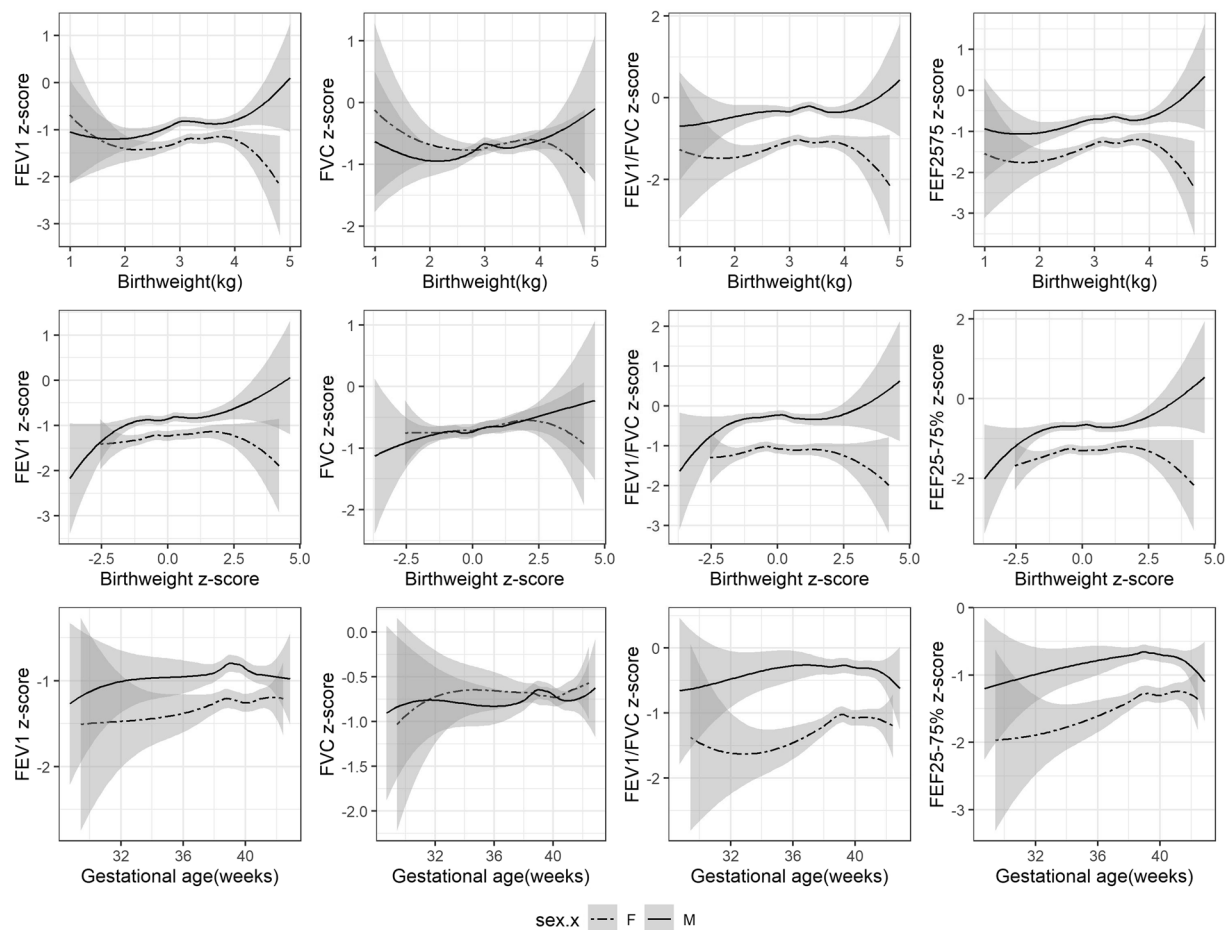 FEV1 z-score
1
0
-1
-2
-3
1 2 3 4 5
Birthweight(kg)
FVC z-score
1
0
-1
-2
1 2 3 4 5
Birthweight(kg)
FEV1/FVC z-score
2
0
-2
1 2 3 4 5
Birthweight(kg)
FEF2575 z-score
1
0
-1
-2
-3
1 2 3 4 5
Birthweight(kg)
FEV1 z-score
1
0
-1
-2
-3
-2.5 0.0 2.5 5.0
Birthweight z-score
FVC z-score
1
0
-1
-2
-2.5 0.0 2.5 5.0
Birthweight z-score
FEV1/FVC z-score
2
1
0
-1
-2
-3
-2.5 0.0 2.5 5.0
Birthweight z-score
FEF25-75% z-score
2
0
-2
-2.5 0.0 2.5 5.0
Birthweight z-score
FEV1 z-score
-1
-2
32 36 40
Gestational age(weeks)
FVC z-score
0.0
-0.5
-1.0
-1.5
-2.0
32 36 40
Gestational age(weeks)
FEV1/FVC z-score
0
-1
-2
32 36 40
Gestational age(weeks)
FEF25-75% z-score
0
-1
-2
-3
32 36 40
Gestational age(weeks)
sex.x F M